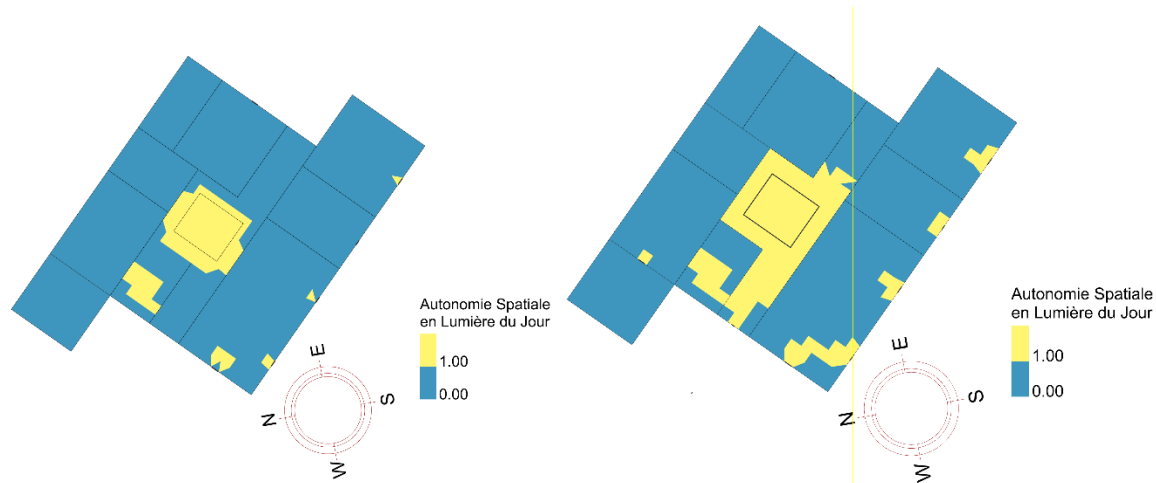 Autonomie Spatiale
en Lumière du Jour
1.00
0.00
E
N
S
W
Autonomie Spatiale
en Lumière du Jour
1.00
0.00
E
N
S
W